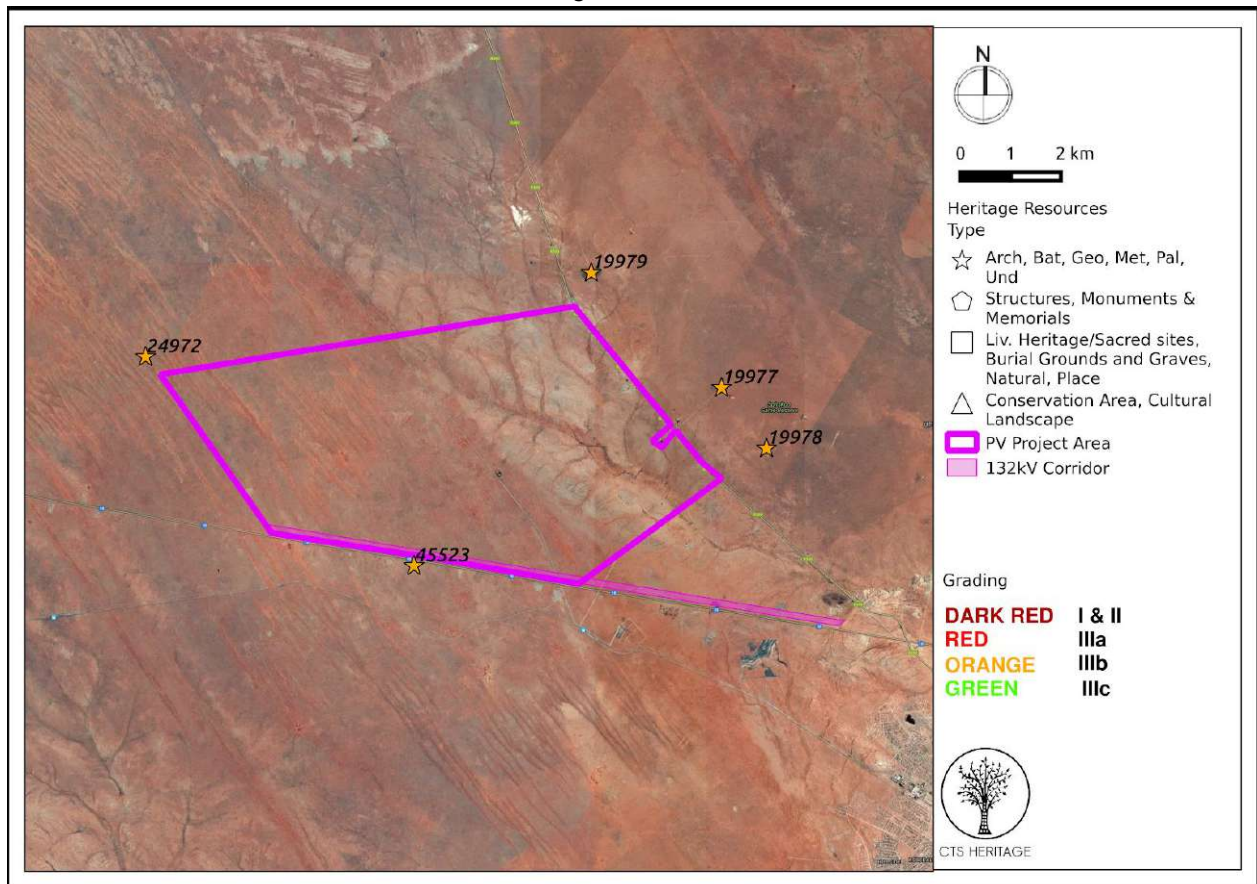 19979
24972
19977
19978
45523
N
0 1 2 km
Heritage Resources
Type
Arch, Bat, Geo, Met, Pal,
Und
Structures, Monuments &
Memorials
Liv. Heritage/Sacred sites,
Burial Grounds and Graves,
Natural, Place
Conservation Area, Cultural
Landscape
PV Project Area
132kV Corridor
Grading
DARK RED I & II
RED IIIa
ORANGE IIIb
GREEN IIIc
CTS HERITAGE